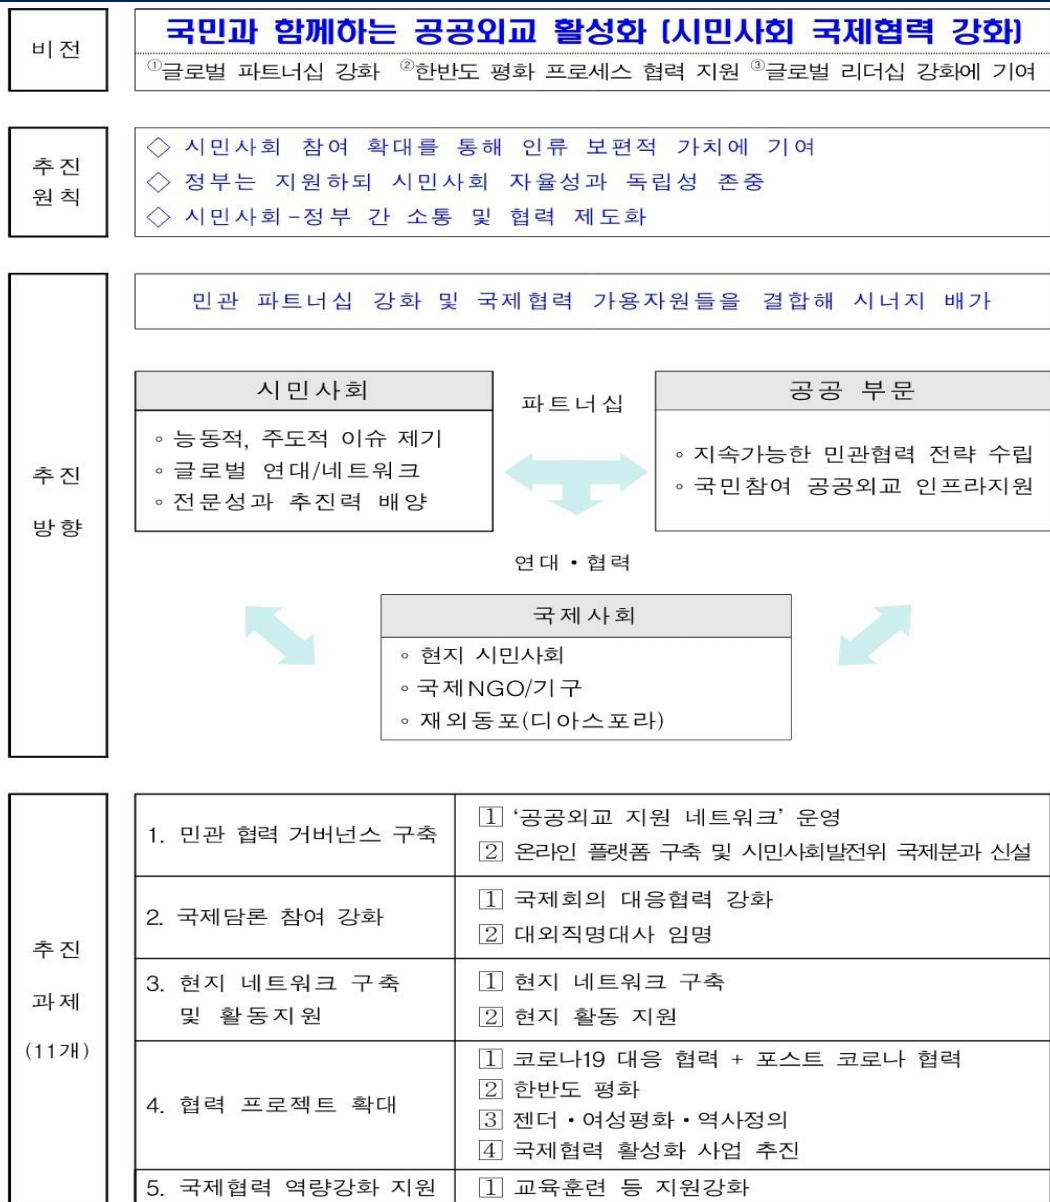 비전
국민과 함께하는 공공외교 활성화 (시민사회 국제협력 강화)
①글로벌 파트너십 강화 ②한반도 평화 프로세스 협력 지원 ③글로벌 리더십 강화에 기여
추진
원칙
◇ 시민사회 참여 확대를 통해 인류 보편적 가치에 기여
◇ 정부는 지원하되 시민사회 자율성과 독립성 존중
◇ 시민사회-정부 간 소통 및 협력 제도화
추진
방향
민관 파트너십 강화 및 국제협력 가용자원들을 결합해 시너지 배가
시민사회
◦ 능동적, 주도적 이슈 제기
◦ 글로벌 연대/네트워크
◦ 전문성과 추진력 배양
파트너십
공공 부문
◦ 지속가능한 민관협력 전략 수립
◦ 국민참여 공공외교 인프라지원
연대・협력
국제사회
◦ 현지 시민사회
◦ 국제NGO/기구
◦ 재외동포(디아스포라)
추진
과제
(11개)
1. 민관 협력 거버넌스 구축
1 ‘공공외교 지원 네트워크’ 운영
2 온라인 플랫폼 구축 및 시민사회발전위 국제분과 신설
2. 국제담론 참여 강화
1 국제회의 대응협력 강화
2 대외직명대사 임명
3. 현지 네트워크 구축
및 활동지원
1 현지 네트워크 구축
2 현지 활동 지원
4. 협력 프로젝트 확대
1 코로나19 대응 협력 + 포스트 코로나 협력
2 한반도 평화
3 젠더・여성평화・역사정의
4 국제협력 활성화 사업 추진
5. 국제협력 역량강화 지원
1 교육훈련 등 지원강화